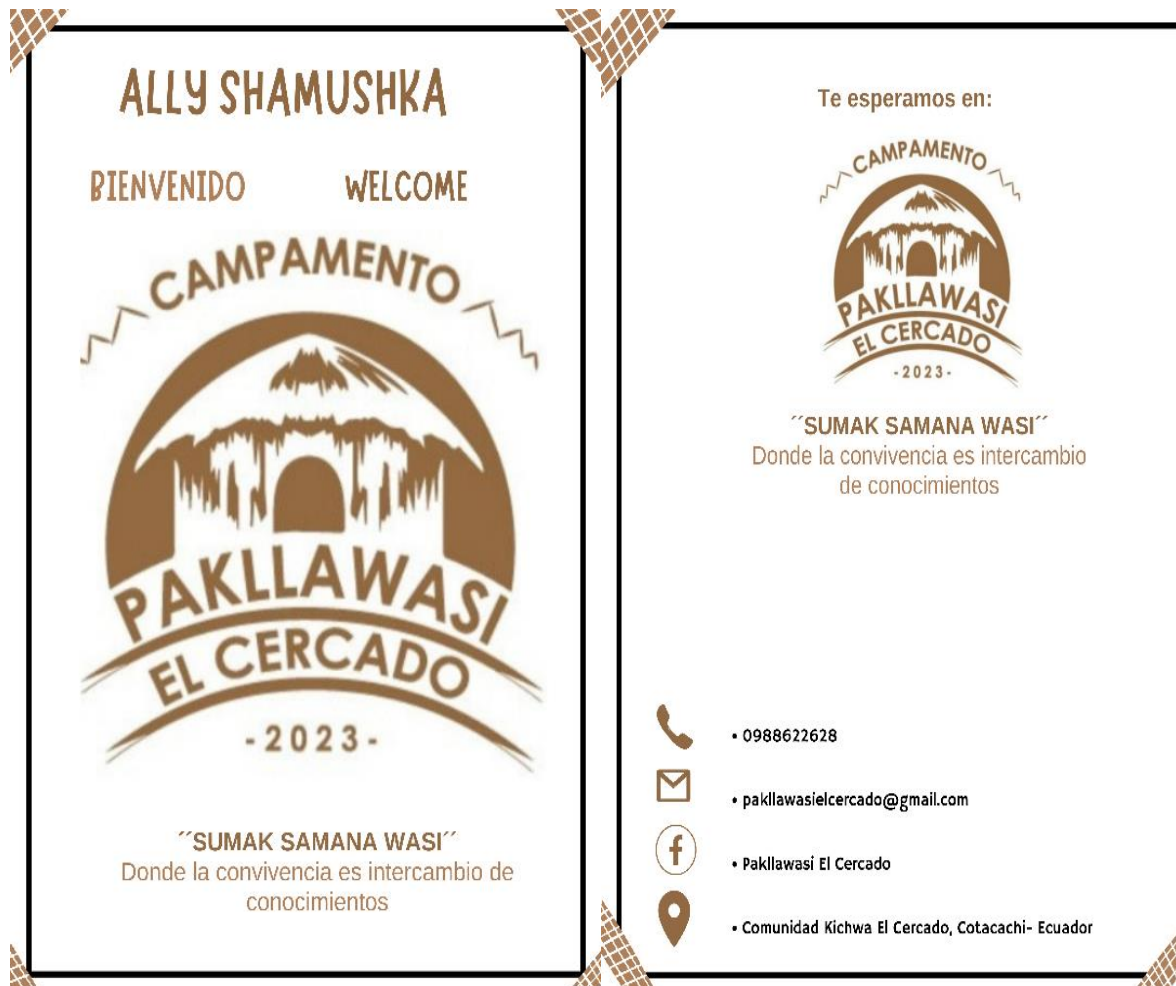 ALLY SHAMUSHKA
BIENVENIDO
WELCOME
CAMPAMENTO
PAKLLAWASI
EL CERCADO
-2023-
´´SUMAK SAMANA WASI´´
Donde la convivencia es intercambio de
conocimientos
Te esperamos en:
CAMPAMENTO
PAKLLAWASI
EL CERCADO
-2023-
´´SUMAK SAMANA WASI´´
Donde la convivencia es intercambio
de conocimientos
• 0988622628
• pakllawasielcercado@gmail.com
• Pakllawasi El Cercado
• Comunidad Kichwa El Cercado, Cotacachi- Ecuador